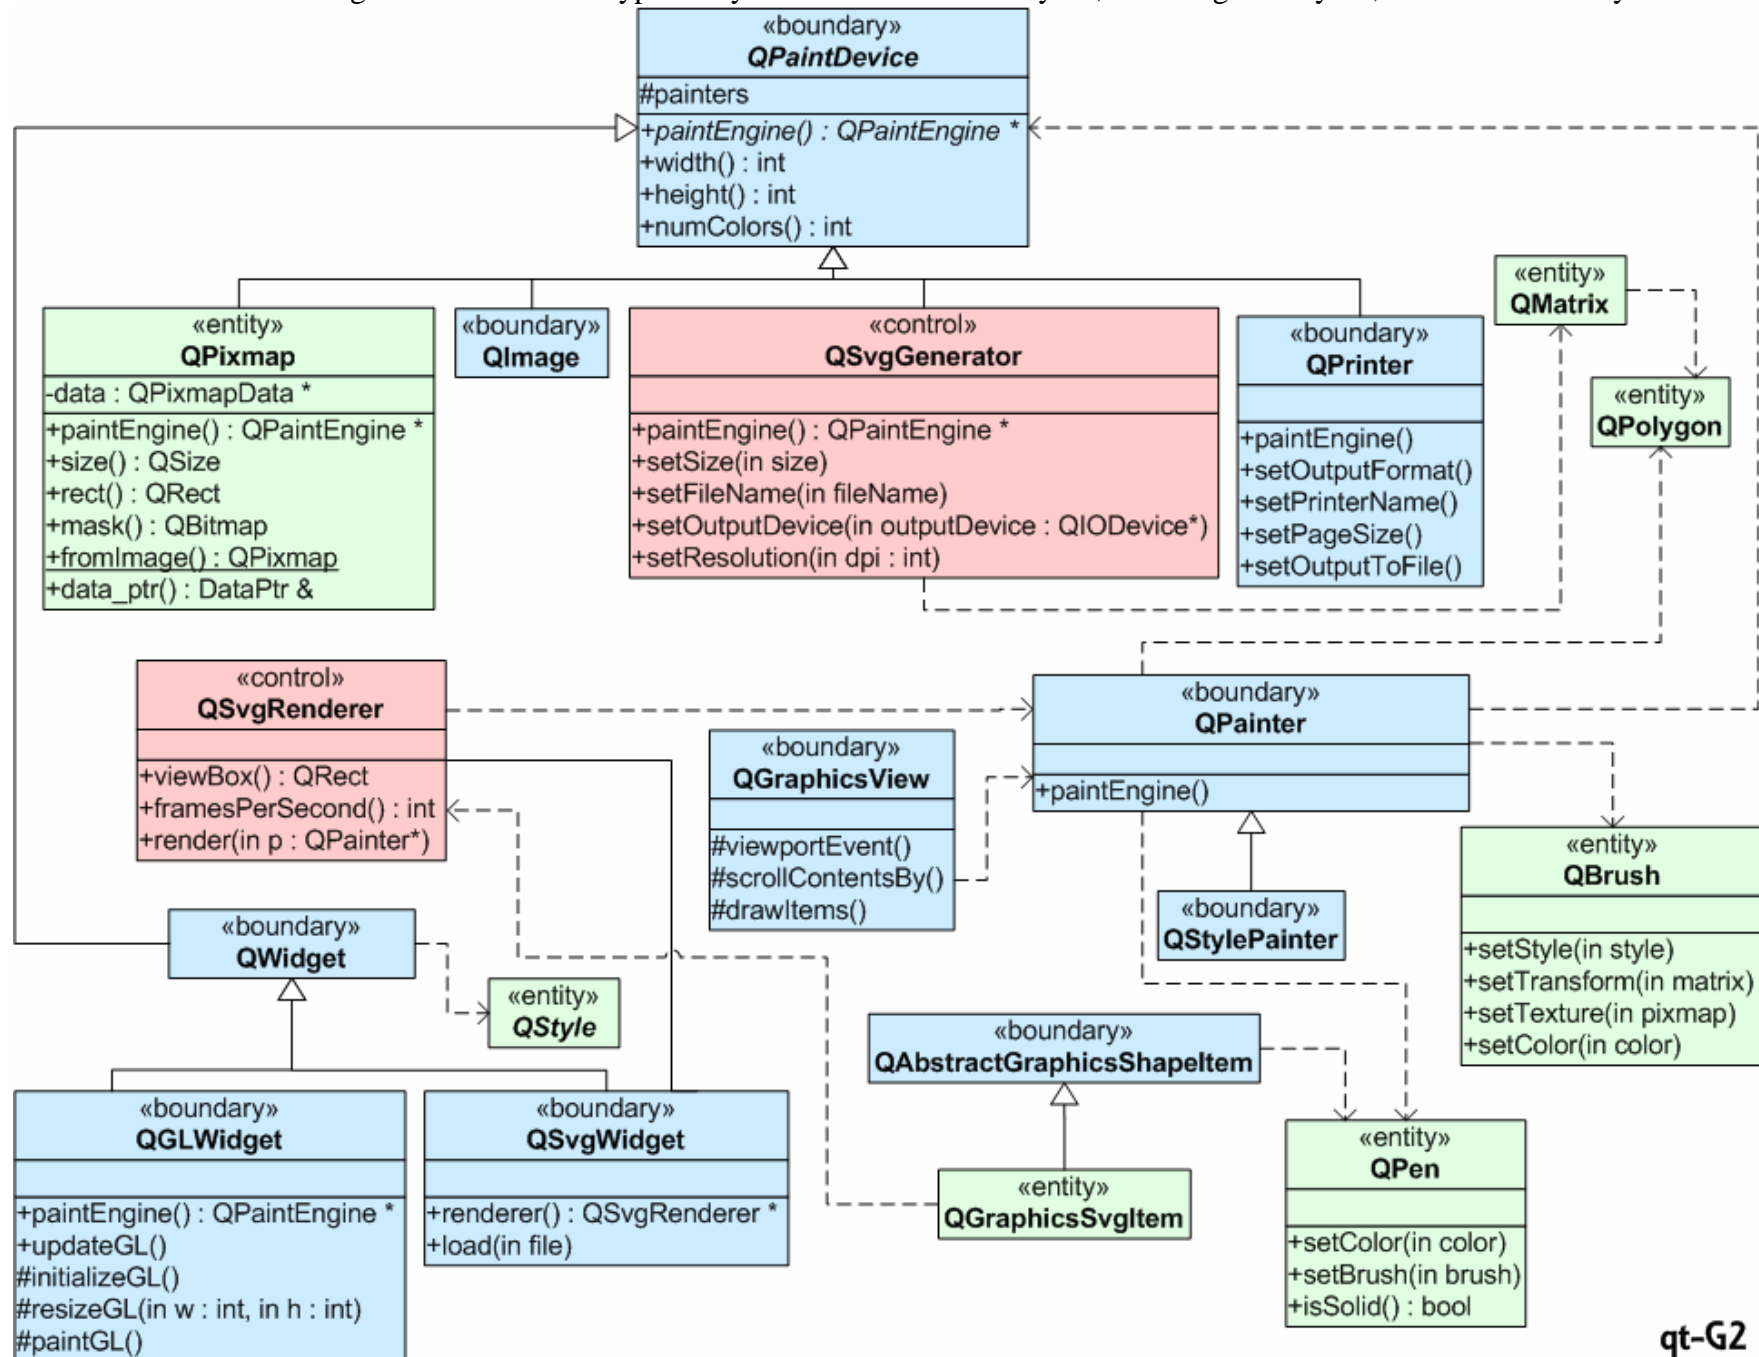 «boundary»
QPaintDevice
#painters
+paintEngine() : QPaintEngine *
+width() : int
+height() : int
+numColors() : int
«entity»
QPixmap
-data : QPixmapData *
+paintEngine() : QPaintEngine *
+size() : QSize
+rect() : QRect
+mask() : QBitmap
+fromImage() : QPixmap
+data_ptr() : DataPtr &
«boundary»
QImage
«control»
QSvgGenerator
+paintEngine() : QPaintEngine *
+setSize(in size)
+setFileName(in fileName)
+setOutputDevice(in outputDevice : QIODevice*)
+setResolution(in dpi : int)
«boundary»
QPrinter
+paintEngine()
+setOutputFormat()
+setPrinterName()
+setPageSize()
+setOutputToFile()
«entity»
QMatrix
«entity»
QPolygon
«control»
QSvgRenderer
+viewBox() : QRect
+framesPerSecond() : int
+render(in p : QPainter*)
«boundary»
QGraphicsView
#viewportEvent()
#scrollContentsBy()
#drawItems()
«boundary»
QPainter
+paintEngine()
«boundary»
QStylePainter
«entity»
QBrush
+setStyle(in style)
+setTransform(in matrix)
+setTexture(in pixmap)
+setColor(in color)
«boundary»
QWidget
«entity»
QStyle
«boundary»
QAbstractGraphicsShapeItem
«boundary»
QGLWidget
+paintEngine() : QPaintEngine *
+updateGL()
#initializeGL()
#resizeGL(in w : int, in h : int)
#paintGL()
«boundary»
QSvgWidget
+renderer() : QSvgRenderer *
+load(in file)
«entity»
QGraphicsSvgItem
«entity»
QPen
+setColor(in color)
+setBrush(in brush)
+isSolid() : bool
qt-G2